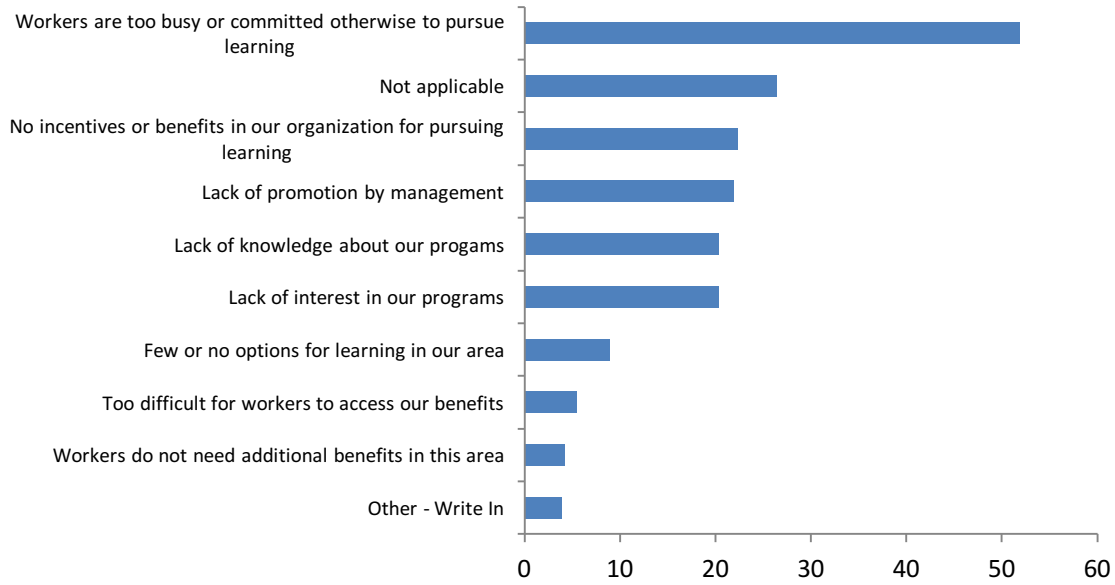 Workers are too busy or committed otherwise to pursue
learning
Not applicable
No incentives or benefits in our organization for pursuing
learning
Lack of promotion by management
Lack of knowledge about our progams
Lack of interest in our programs
Few or no options for learning in our area
Too difficult for workers to access our benefits
Workers do not need additional benefits in this area
Other - Write In
0 10 20 30 40 50 60